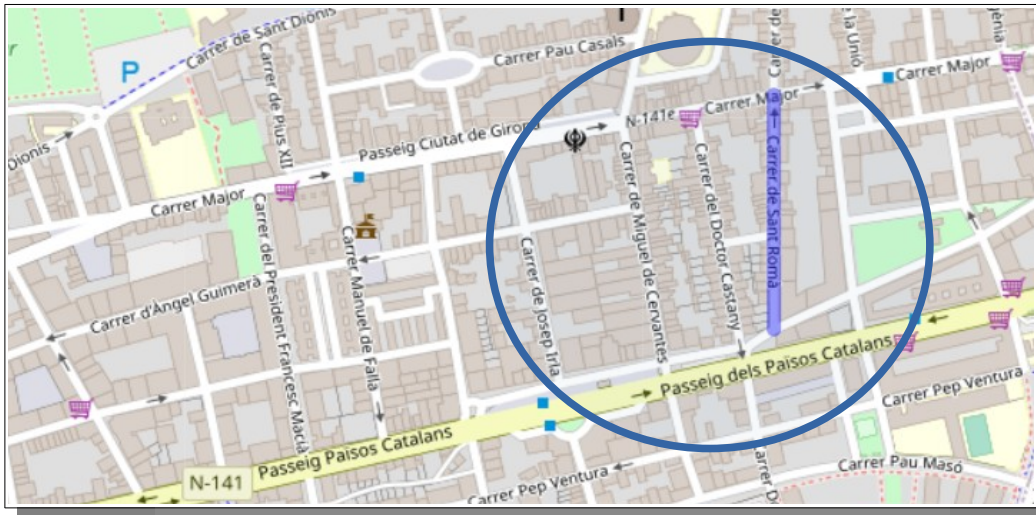 Carrer de Sant Dionís
Carrer Pau Casals
Carrer de
de la Unió
P
Carrer de Pius XII
Carrer Major
N-141e
Carrer Major
Passeig Ciutat de Girona
Dionís
Carrer Major
Carrer de Sant Romà
Carrer del Doctor Castany
Carrer de Miguel de Cervantes
Carrer de Josep Irla
Carrer Manuel de Falla
Carrer del President Francesc Macià
Carrer d'Àngel Guimerà
Passeig dels Països Catalans
Carrer Pep Ventura
Passeig Països Catalans
N-141
Carrer Pep Ventura
Carrer Pau Masó
Carrer D